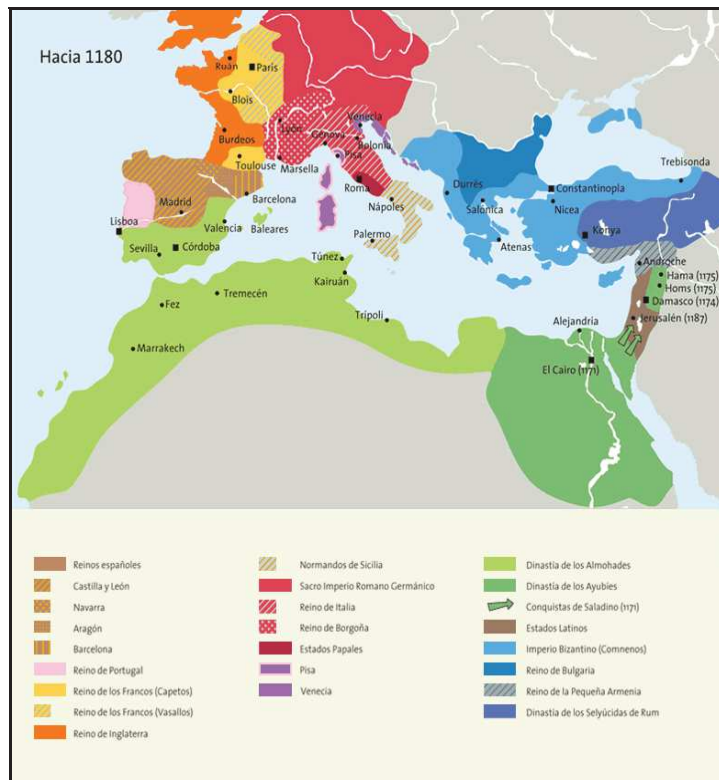 Hacia 1180
Ruán
París
Blois
Lyón
Venecia
Génova
Bolonia
Burdeos
Pisa
Toulouse
Marsella
Trebisonda
Durrës
Constantinopla
Roma
Madrid
Barcelona
Nápoles
Salónica
Nicea
Lisboa
Valencia
Baleares
Konya
Sevilla
Córdoba
Palermo
Atenas
Túnez
Androche
Kairuán
Hama (1175)
Homs (1175)
Fez
Tremecén
Damasco (1174)
Trípoli
Alejandría
Jerusalén (1187)
Marrakech
El Cairo (1171)
Reinos españoles
Castilla y León
Navarra
Aragón
Barcelona
Reino de Portugal
Reino de los Francos (Capetos)
Reino de los Francos (Vasallos)
Reino de Inglaterra
Normandos de Sicilia
Sacro Imperio Romano Germánico
Reino de Italia
Reino de Borgoña
Estados Papales
Pisa
Venecia
Dinastía de los Almohades
Dinastía de los Ayubíes
Conquistas de Saladino (1171)
Estados Latinos
Imperio Bizantino (Comnenos)
Reino de Bulgaria
Reino de la Pequeña Armenia
Dinastía de los Selyúcidas de Rum